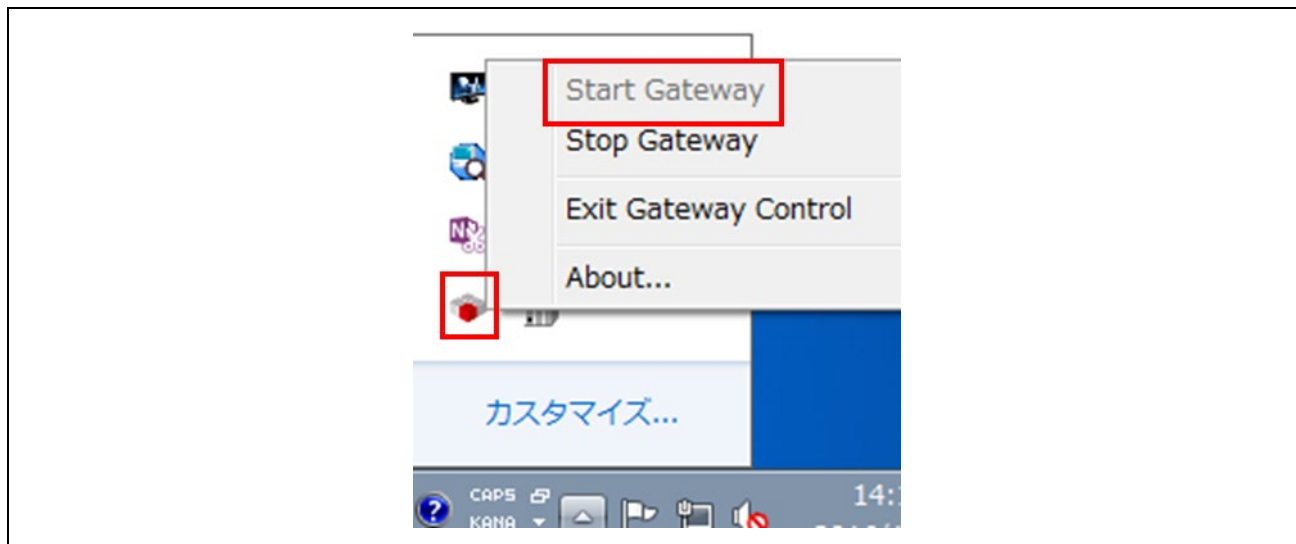 Start Gateway
Stop Gateway
Exit Gateway Control
About...
カスタマイズ...
CAPS
KANA
14: